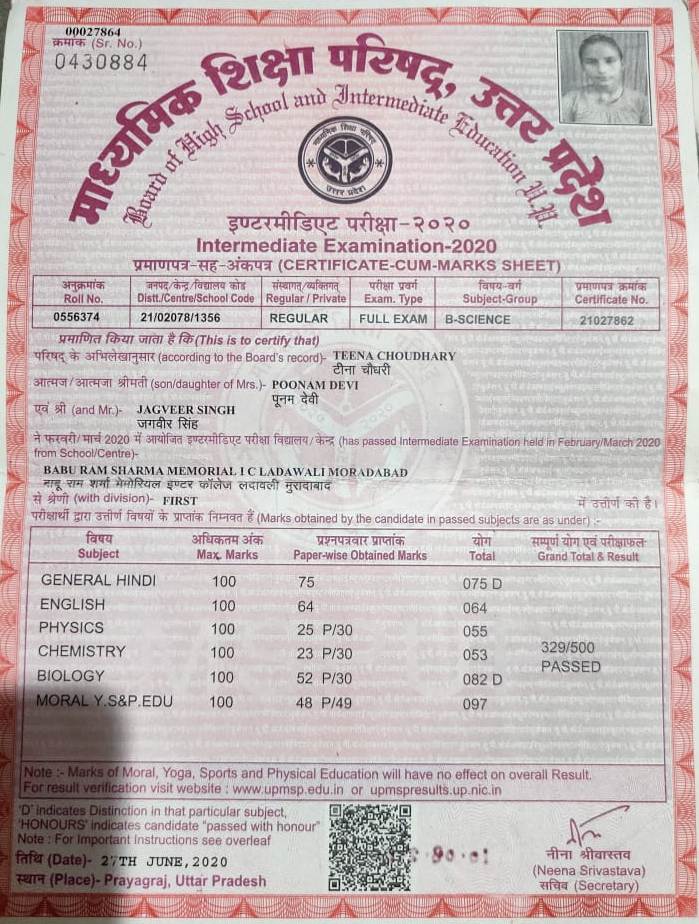 00027864
क्रमांक (Sr. No.)
0430884
माध्यमिक शिक्षा परिषद्, उत्तर प्रदेश
Board of High School and Intermediate Education U.P.
माध्यमिक शिक्षा परिषद
उत्तर प्रदेश
इण्टरमीडिएट परीक्षा-२०२०
Intermediate Examination-2020
प्रमाणपत्र-सह-अंकपत्र (CERTIFICATE-CUM-MARKS SHEET)
अनुक्रमांक जनपद/केन्द्र/विद्यालय कोड संस्थागत/व्यक्तिगत परीक्षा प्रवर्ग विषय-वर्ग प्रमाणपत्र क्रमांक
Roll No. Distt./Centre/School Code Regular / Private Exam. Type Subject-Group Certificate No.
0556374 21/02078/1356 REGULAR FULL EXAM B-SCIENCE 21027862
प्रमाणित किया जाता है कि (This is to certify that)
परिषद् के अभिलेखानुसार (according to the Board's record)- TEENA CHOUDHARY
टीना चौधरी
आत्मज/आत्मजा श्रीमती (son/daughter of Mrs.)- POONAM DEVI
पूनम देवी
एवं श्री (and Mr.)- JAGVEER SINGH
जगवीर सिंह
ने फरवरी/मार्च 2020 में आयोजित इण्टरमीडिएट परीक्षा विद्यालय/केन्द्र (has passed Intermediate Examination held in February/March 2020
from School/Centre)-
BABU RAM SHARMA MEMORIAL I C LADAWALI MORADABAD
बाबू राम शर्मा मेमोरियल इण्टर कॉलेज लदावली मुरादाबाद
से श्रेणी (with division)- FIRST में उत्तीर्ण की है।
परीक्षार्थी द्वारा उत्तीर्ण विषयों के प्राप्तांक निम्नवत हैं (Marks obtained by the candidate in passed subjects are as under) :-
विषय अधिकतम अंक प्रश्नपत्रवार प्राप्तांक योग सम्पूर्ण योग एवं परीक्षाफल
Subject Max. Marks Paper-wise Obtained Marks Total Grand Total & Result
GENERAL HINDI 100 75 075 D
ENGLISH 100 64 064
PHYSICS 100 25 P/30 055
CHEMISTRY 100 23 P/30 053 329/500
PASSED
BIOLOGY 100 52 P/30 082 D
MORAL Y.S&P.EDU 100 48 P/49 097
Note :- Marks of Moral, Yoga, Sports and Physical Education will have no effect on overall Result.
For result verification visit website : www.upmsp.edu.in or upmspresults.up.nic.in
'D' indicates Distinction in that particular subject,
'HONOURS' indicates candidate "passed with honour"
Note : For Important Instructions see overleaf
तिथि (Date)- 27TH JUNE, 2020
स्थान (Place)- Prayagraj, Uttar Pradesh
नीना श्रीवास्तव
(Neena Srivastava)
सचिव (Secretary)